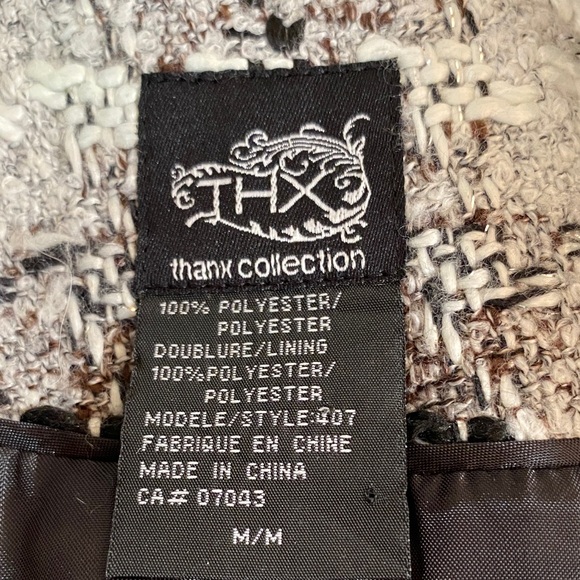 THX
thanx collection
100% POLYESTER/
POLYESTER
DOUBLURE/LINING
100%POLYESTER/
POLYESTER
MODELE/STYLE:
FABRIQUE EN CHINE
MADE IN CHINA
CA# 07043
M/M